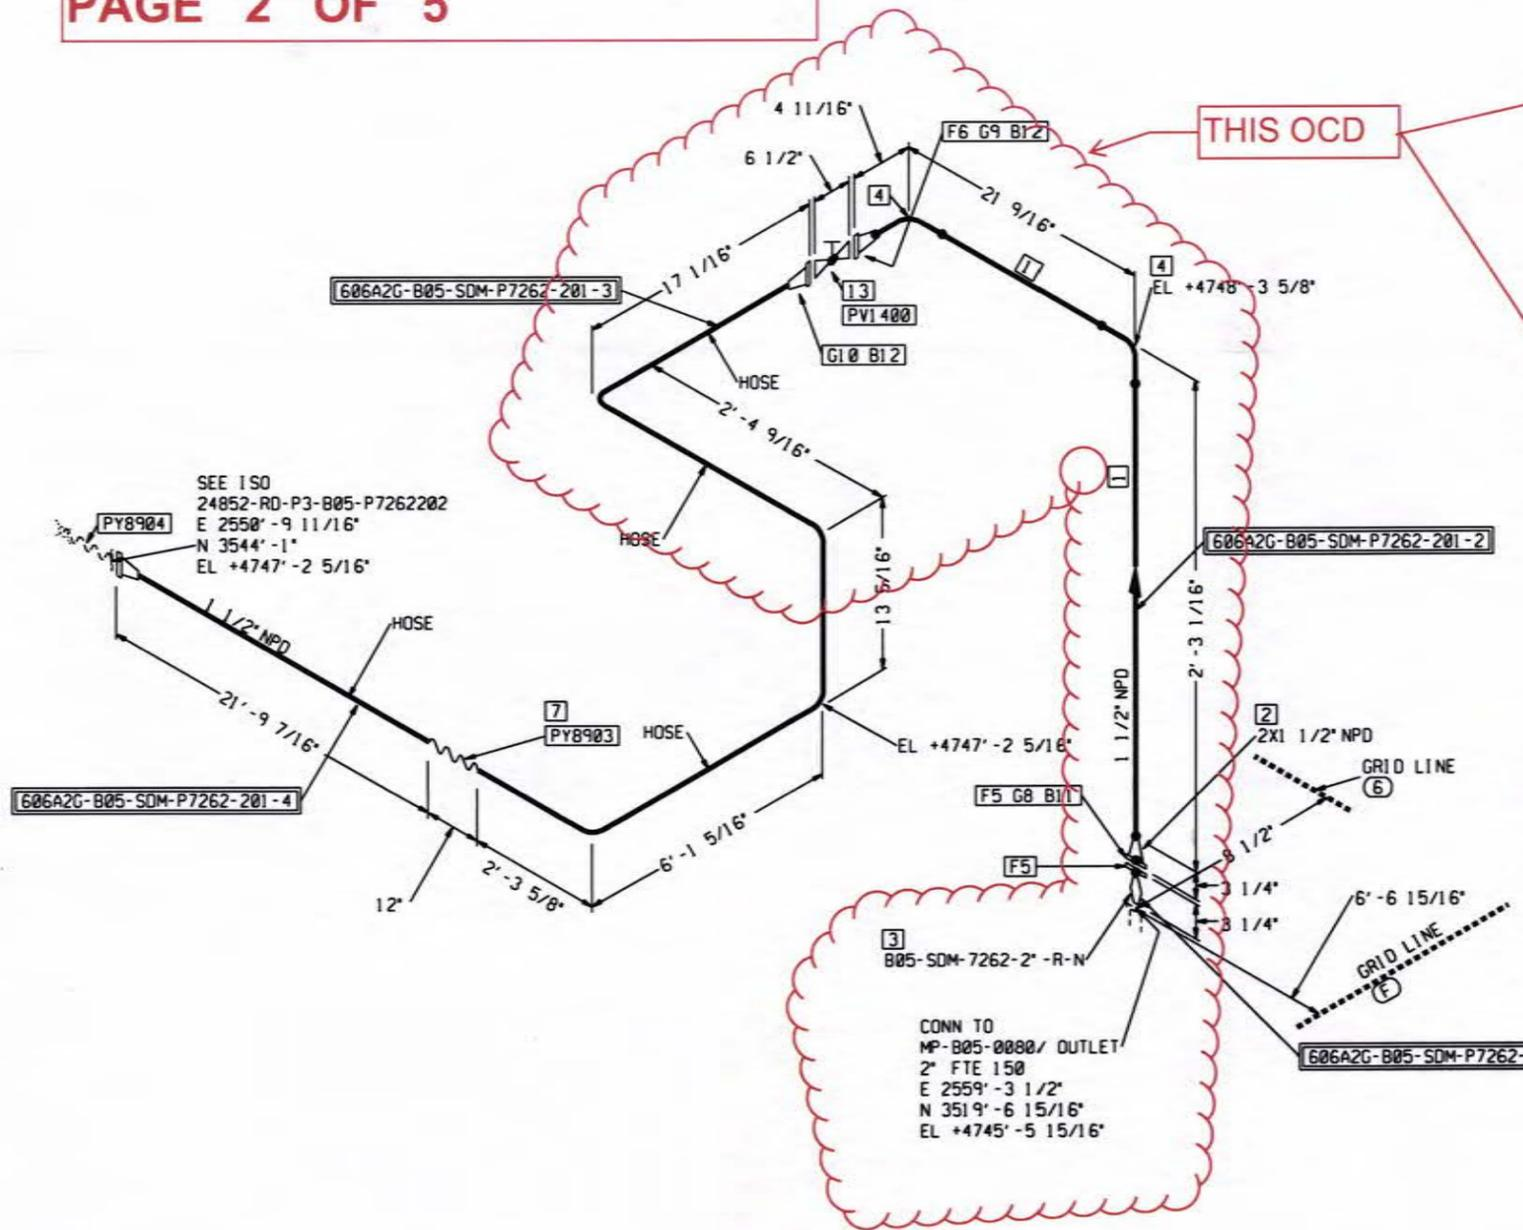 PAGE 2 OF 5
THIS OCD
4 11/16"
F6 G9 B12
6 1/2"
4
21 9/16"
17 1/16"
1
4
EL +4748'-3 5/8"
606A2G-B05-SDM-P7262-201-3
13
PV1400
G10 B12
HOSE
2'-4 9/16"
SEE ISO
24852-RD-P3-B05-P7262202
E 2550'-9 11/16"
N 3544'-1"
EL +4747'-2 5/16"
PY8904
HOSE
1
606A2G-B05-SDM-P7262-201-2
13 5/16"
2'-3 1/16"
1 1/2" NPD
HOSE
21'-9 7/16"
7
PY8903
HOSE
EL +4747'-2 5/16"
1 1/2" NPD
2
2X1 1/2" NPD
GRID LINE
6
606A2G-B05-SDM-P7262-201-4
F5 G8 B11
8 1/2"
6'-1 5/16"
2'-3 5/8"
12"
F5
3 1/4"
3 1/4"
6'-6 15/16"
GRID LINE
F
3
B05-SDM-7262-2"-R-N
CONN TO
MP-B05-0080/ OUTLET
2" FTE 150
E 2559'-3 1/2"
N 3519'-6 15/16"
EL +4745'-5 15/16"
606A2G-B05-SDM-P7262-